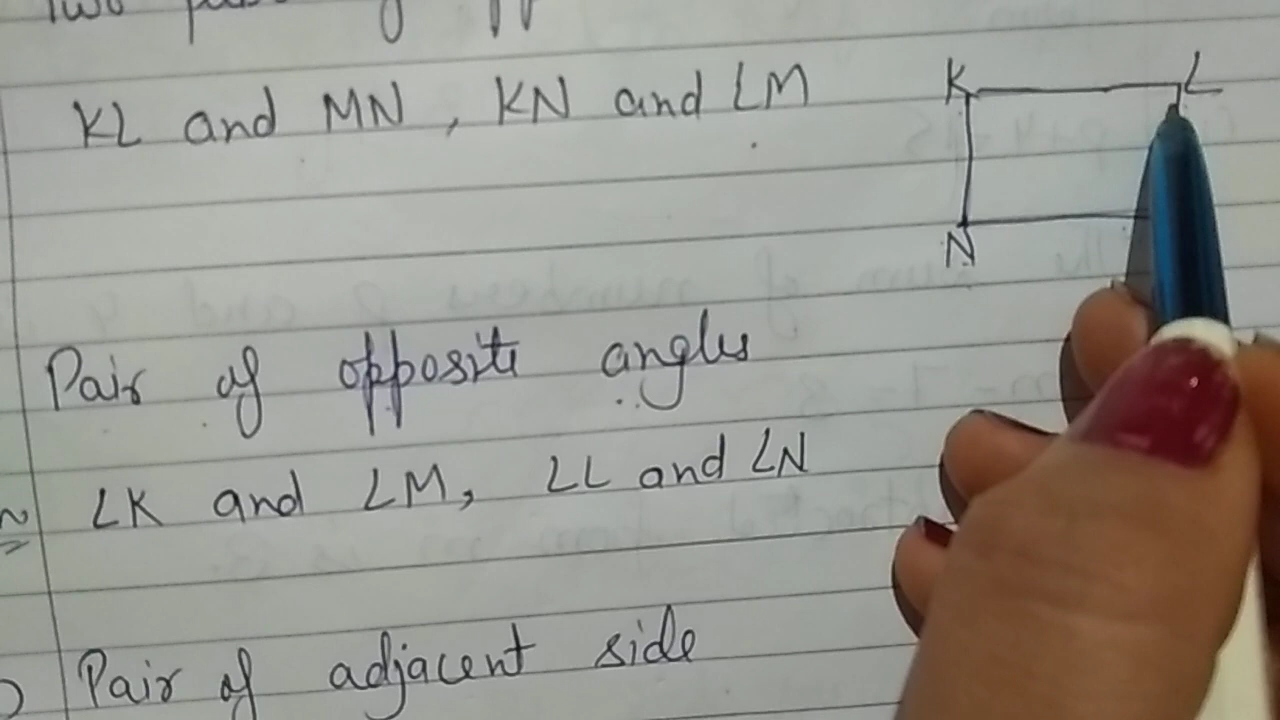 KL and MN, KN and LM
K L
N
Pair of opposite angles
∠K and ∠M, ∠L and ∠N
Pair of adjacent side